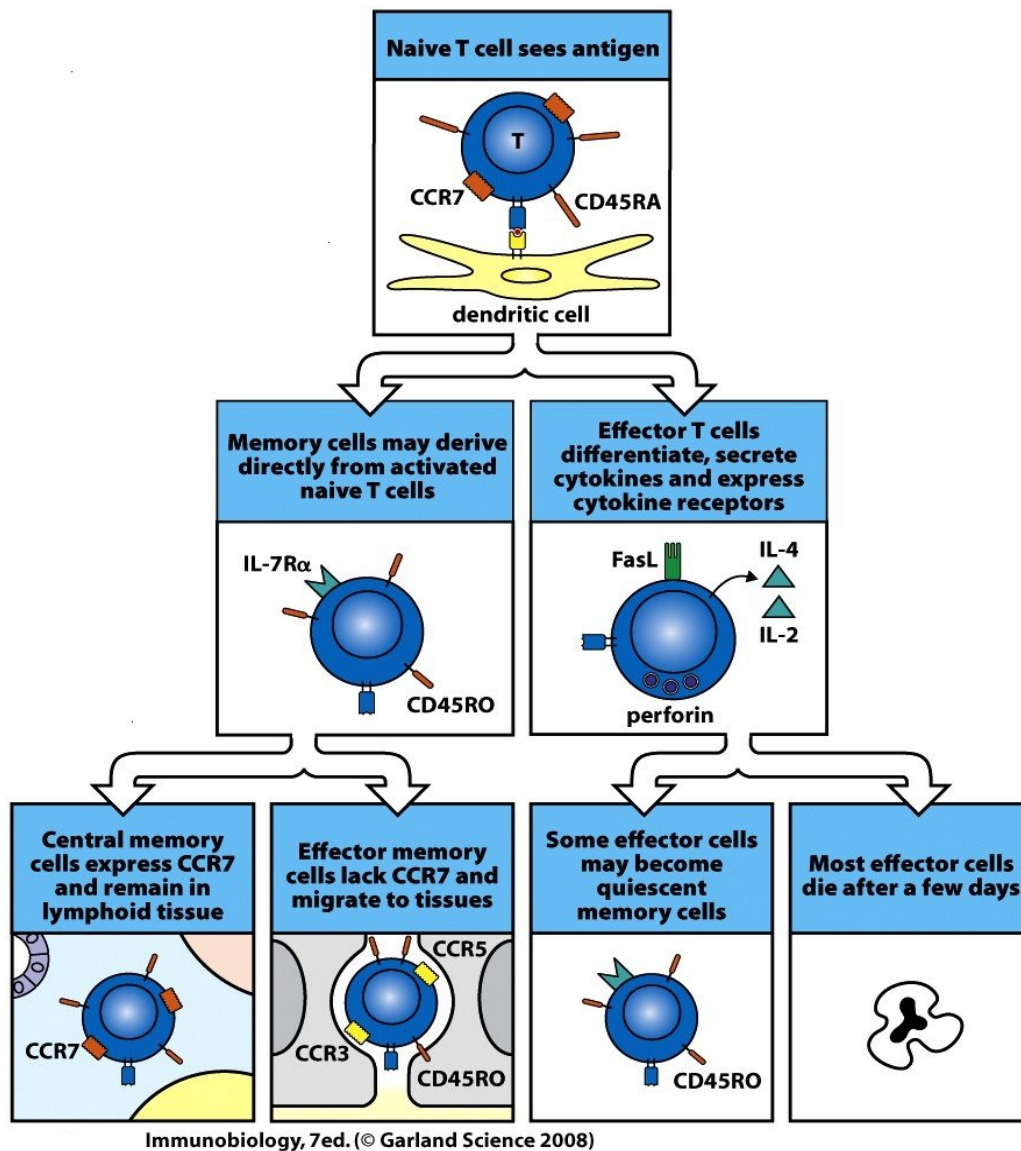 Naive T cell sees antigen
T
CCR7
CD45RA
dendritic cell
Memory cells may derive
directly from activated
naive T cells
Effector T cells
differentiate, secrete
cytokines and express
cytokine receptors
IL-7Rα
CD45RO
FasL
IL-4
IL-2
perforin
Central memory
cells express CCR7
and remain in
lymphoid tissue
Effector memory
cells lack CCR7 and
migrate to tissues
Some effector cells
may become
quiescent
memory cells
Most effector cells
die after a few days
CCR7
CCR5
CCR3
CD45RO
CD45RO
Immunobiology, 7ed. (© Garland Science 2008)